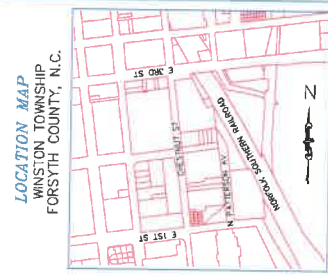 LOCATION MAP
WINSTON TOWNSHIP
FORSYTH COUNTY, N.C.
E 3RD ST
CHESTNUT ST
NORFOLK SOUTHERN RAILROAD
N PATTERSON AV
E 1ST ST
N